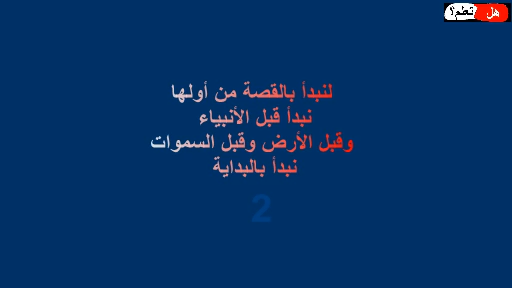 هل تعلم؟
لنبدأ بالقصة من أولها
نبدأ قبل الأنبياء
وقبل الأرض وقبل السموات
نبدأ بالبداية
2